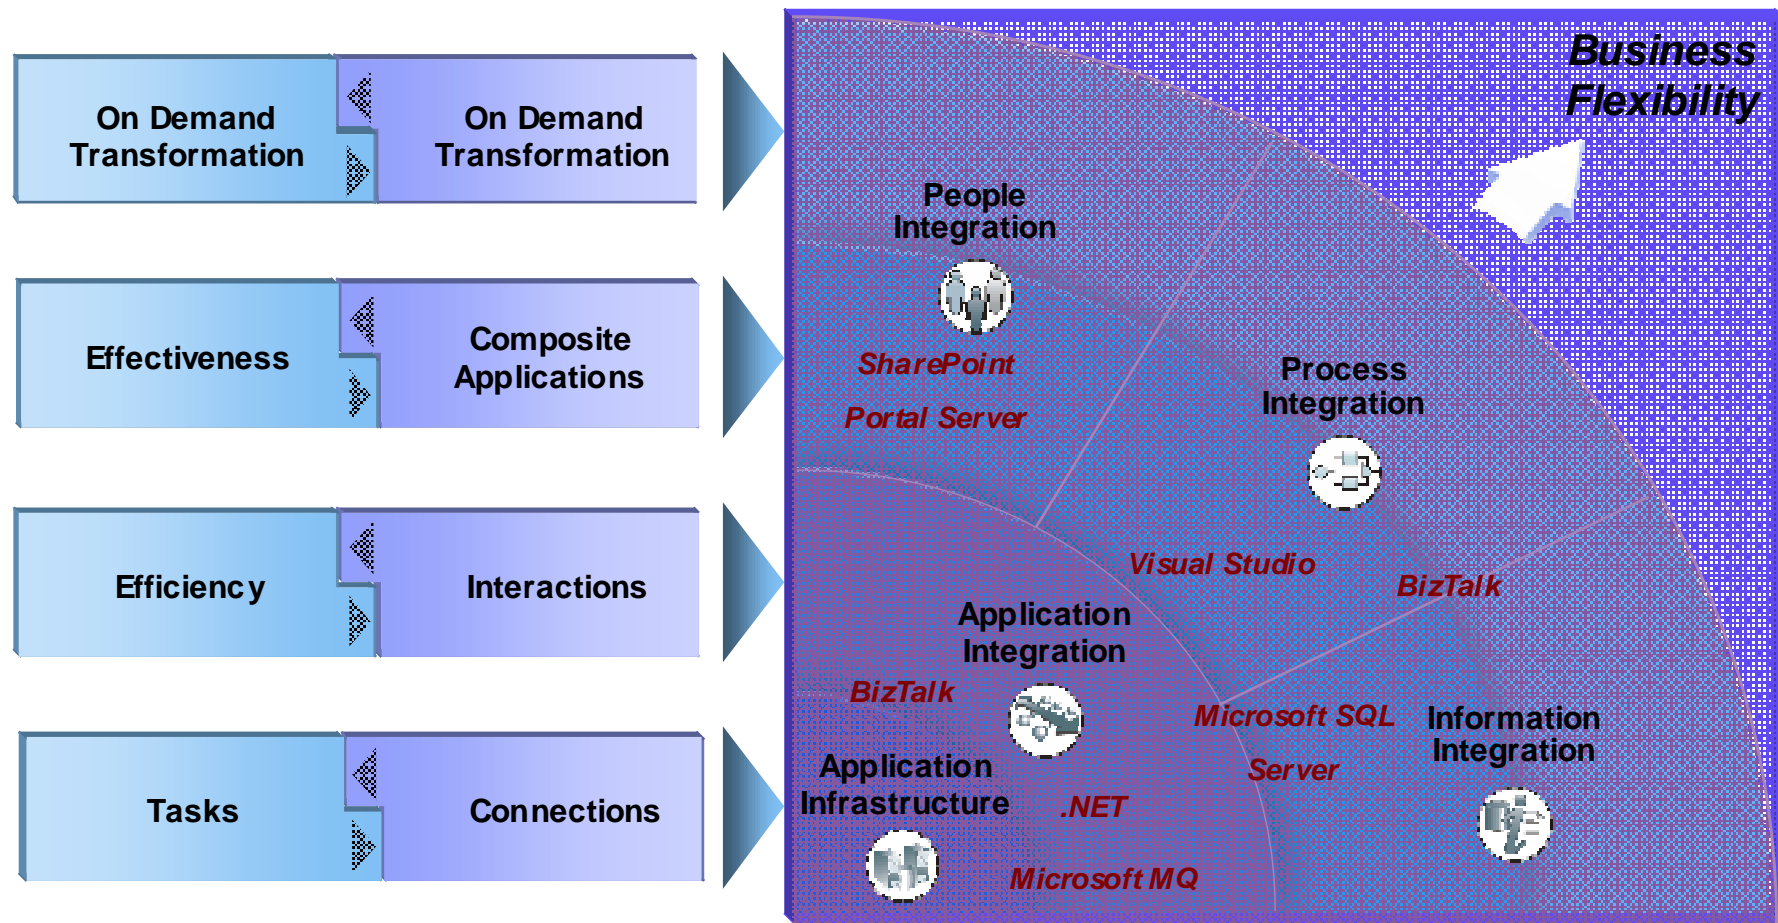 On Demand
Transformation
On Demand
Transformation
Effectiveness
Composite
Applications
Efficiency
Interactions
Tasks
Connections
Business
Flexibility
People
Integration
SharePoint
Portal Server
Process
Integration
Visual Studio
BizTalk
Application
Integration
BizTalk
Microsoft SQL
Server
Information
Integration
Application
Infrastructure
.NET
Microsoft MQ